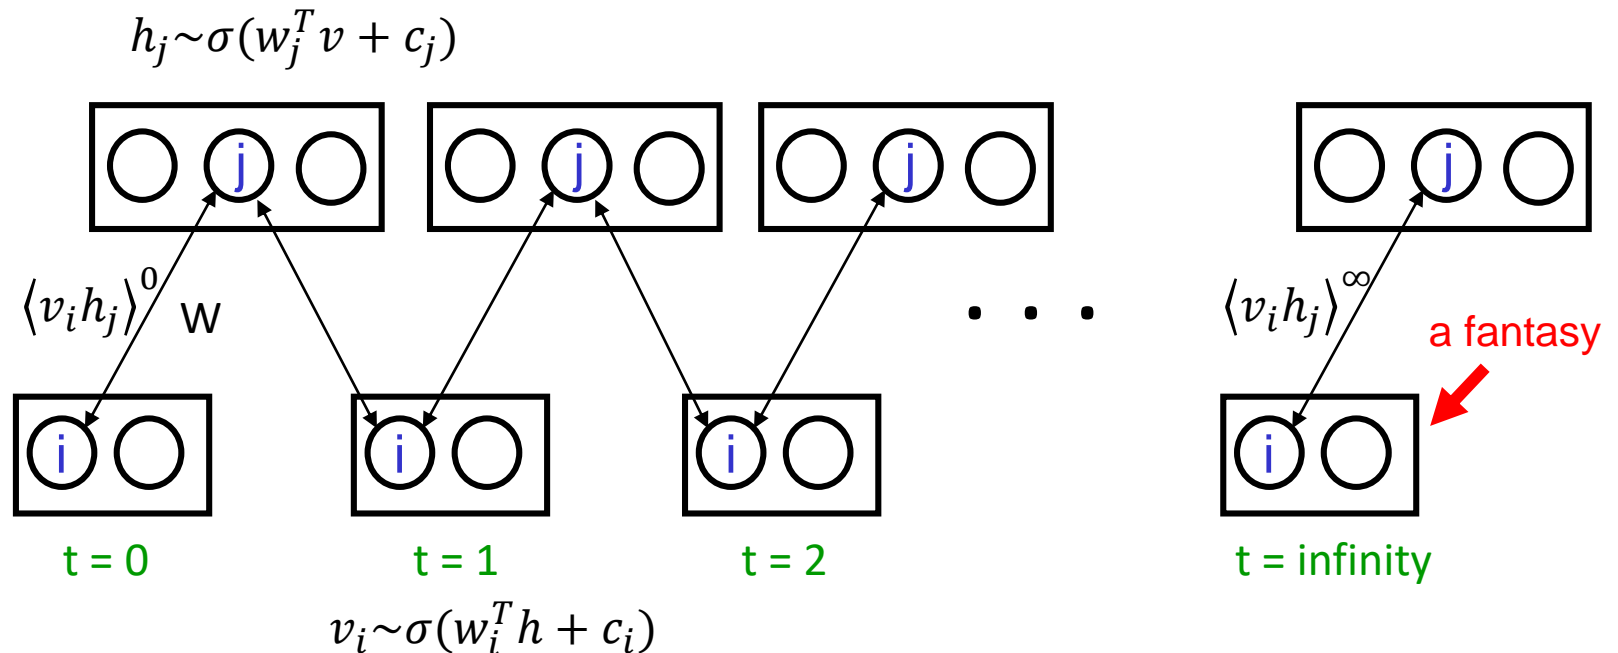 h_j~σ(w_j^T v + c_j)
j j j j
⟨v_i h_j⟩^0 W . . . ⟨v_i h_j⟩^∞
a fantasy
i i i i
t = 0 t = 1 t = 2 t = infinity
v_i~σ(w_i^T h + c_i)